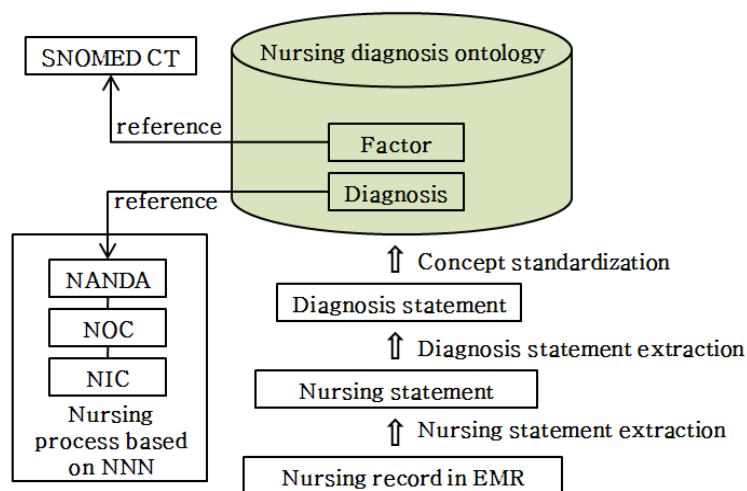 SNOMED CT
Nursing diagnosis ontology
reference
Factor
Diagnosis
reference
NANDA
NOC
NIC
Nursing
process based
on NNN
Concept standardization
Diagnosis statement
Diagnosis statement extraction
Nursing statement
Nursing statement extraction
Nursing record in EMR